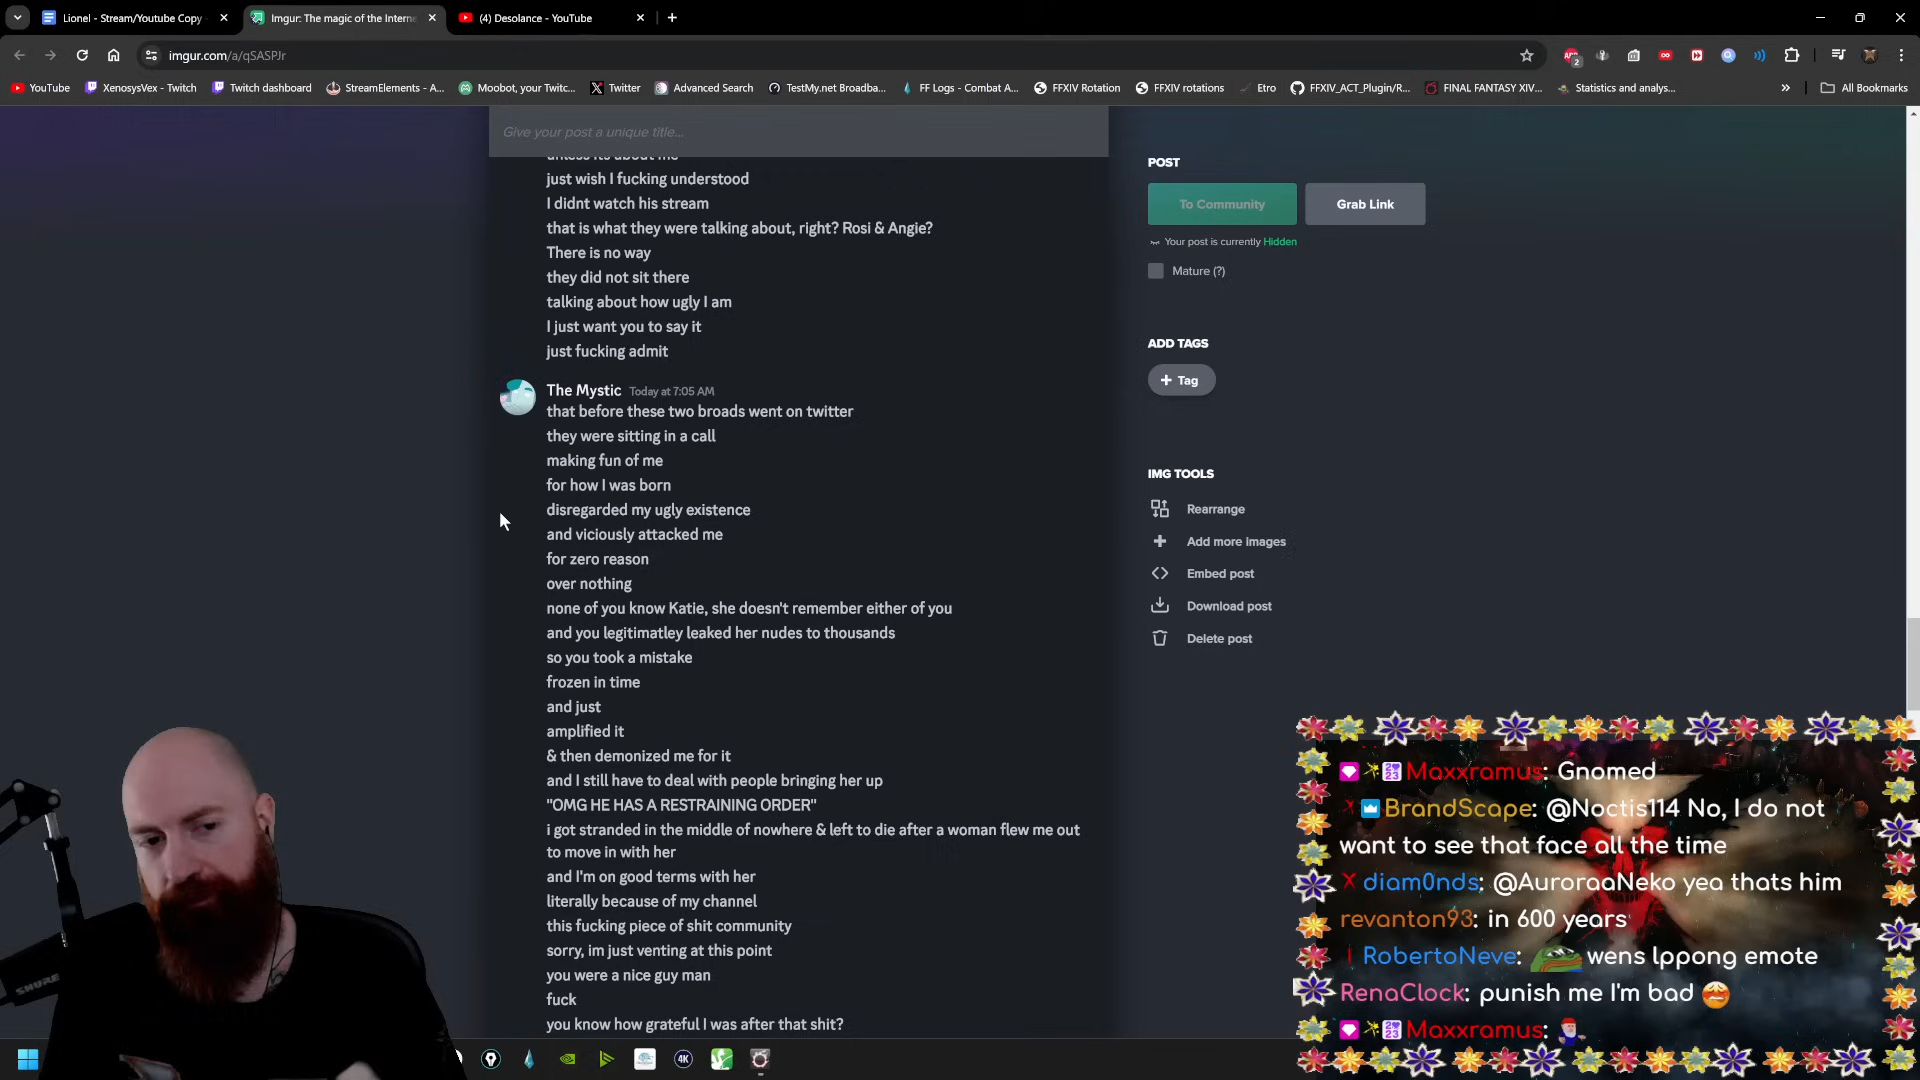 Lionel - Stream/Youtube Copy
Imgur: The magic of the Interne
(4) Desolance - YouTube
imgur.com/a/qSASPJr
2
YouTube
XenosysVex - Twitch
Twitch dashboard
StreamElements - A...
Moobot, your Twitc...
Twitter
Advanced Search
TestMy.net Broadba...
FF Logs - Combat A...
FFXIV Rotation
FFXIV rotations
Etro
FFXIV_ACT_Plugin/R...
FINAL FANTASY XIV...
Statistics and analys...
All Bookmarks
Give your post a unique title...
unless its about me
just wish I fucking understood
I didnt watch his stream
that is what they were talking about, right? Rosi & Angie?
There is no way
they did not sit there
talking about how ugly I am
I just want you to say it
just fucking admit
The Mystic Today at 7:05 AM
that before these two broads went on twitter
they were sitting in a call
making fun of me
for how I was born
disregarded my ugly existence
and viciously attacked me
for zero reason
over nothing
none of you know Katie, she doesn't remember either of you
and you legitimatley leaked her nudes to thousands
so you took a mistake
frozen in time
and just
amplified it
& then demonized me for it
and I still have to deal with people bringing her up
"OMG HE HAS A RESTRAINING ORDER"
i got stranded in the middle of nowhere & left to die after a woman flew me out
to move in with her
and I'm on good terms with her
literally because of my channel
this fucking piece of shit community
sorry, im just venting at this point
you were a nice guy man
fuck
you know how grateful I was after that shit?
POST
To Community
Grab Link
Your post is currently Hidden
Mature (?)
ADD TAGS
+ Tag
IMG TOOLS
Rearrange
Add more images
Embed post
Download post
Delete post
Maxxramus: Gnomed
BrandScape: @Noctis114 No, I do not
want to see that face all the time
diam0nds: @AuroraaNeko yea thats him
revanton93: in 600 years
RobertoNeve: wens lppong emote
RenaClock: punish me I'm bad
Maxxramus:
SHURE
4K